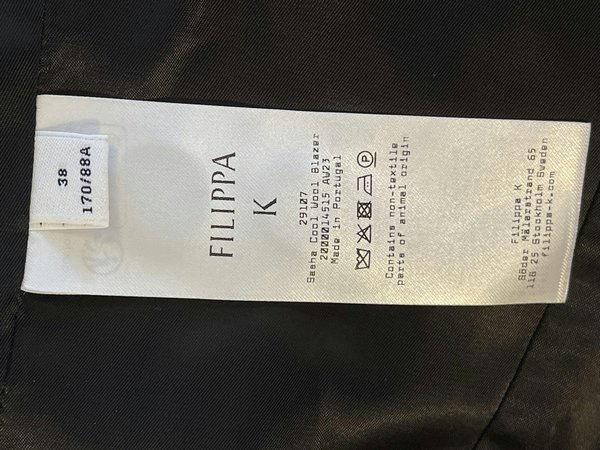 38
170/88A
FILIPPA
K
29107
Sasha Cool Wool Blazer
2000014515 AW23
Made in Portugal
Contains non-textile
parts of animal origin
Filippa K
Söder Mälarstrand 65
118 25 Stockholm Sweden
filippa-k.com